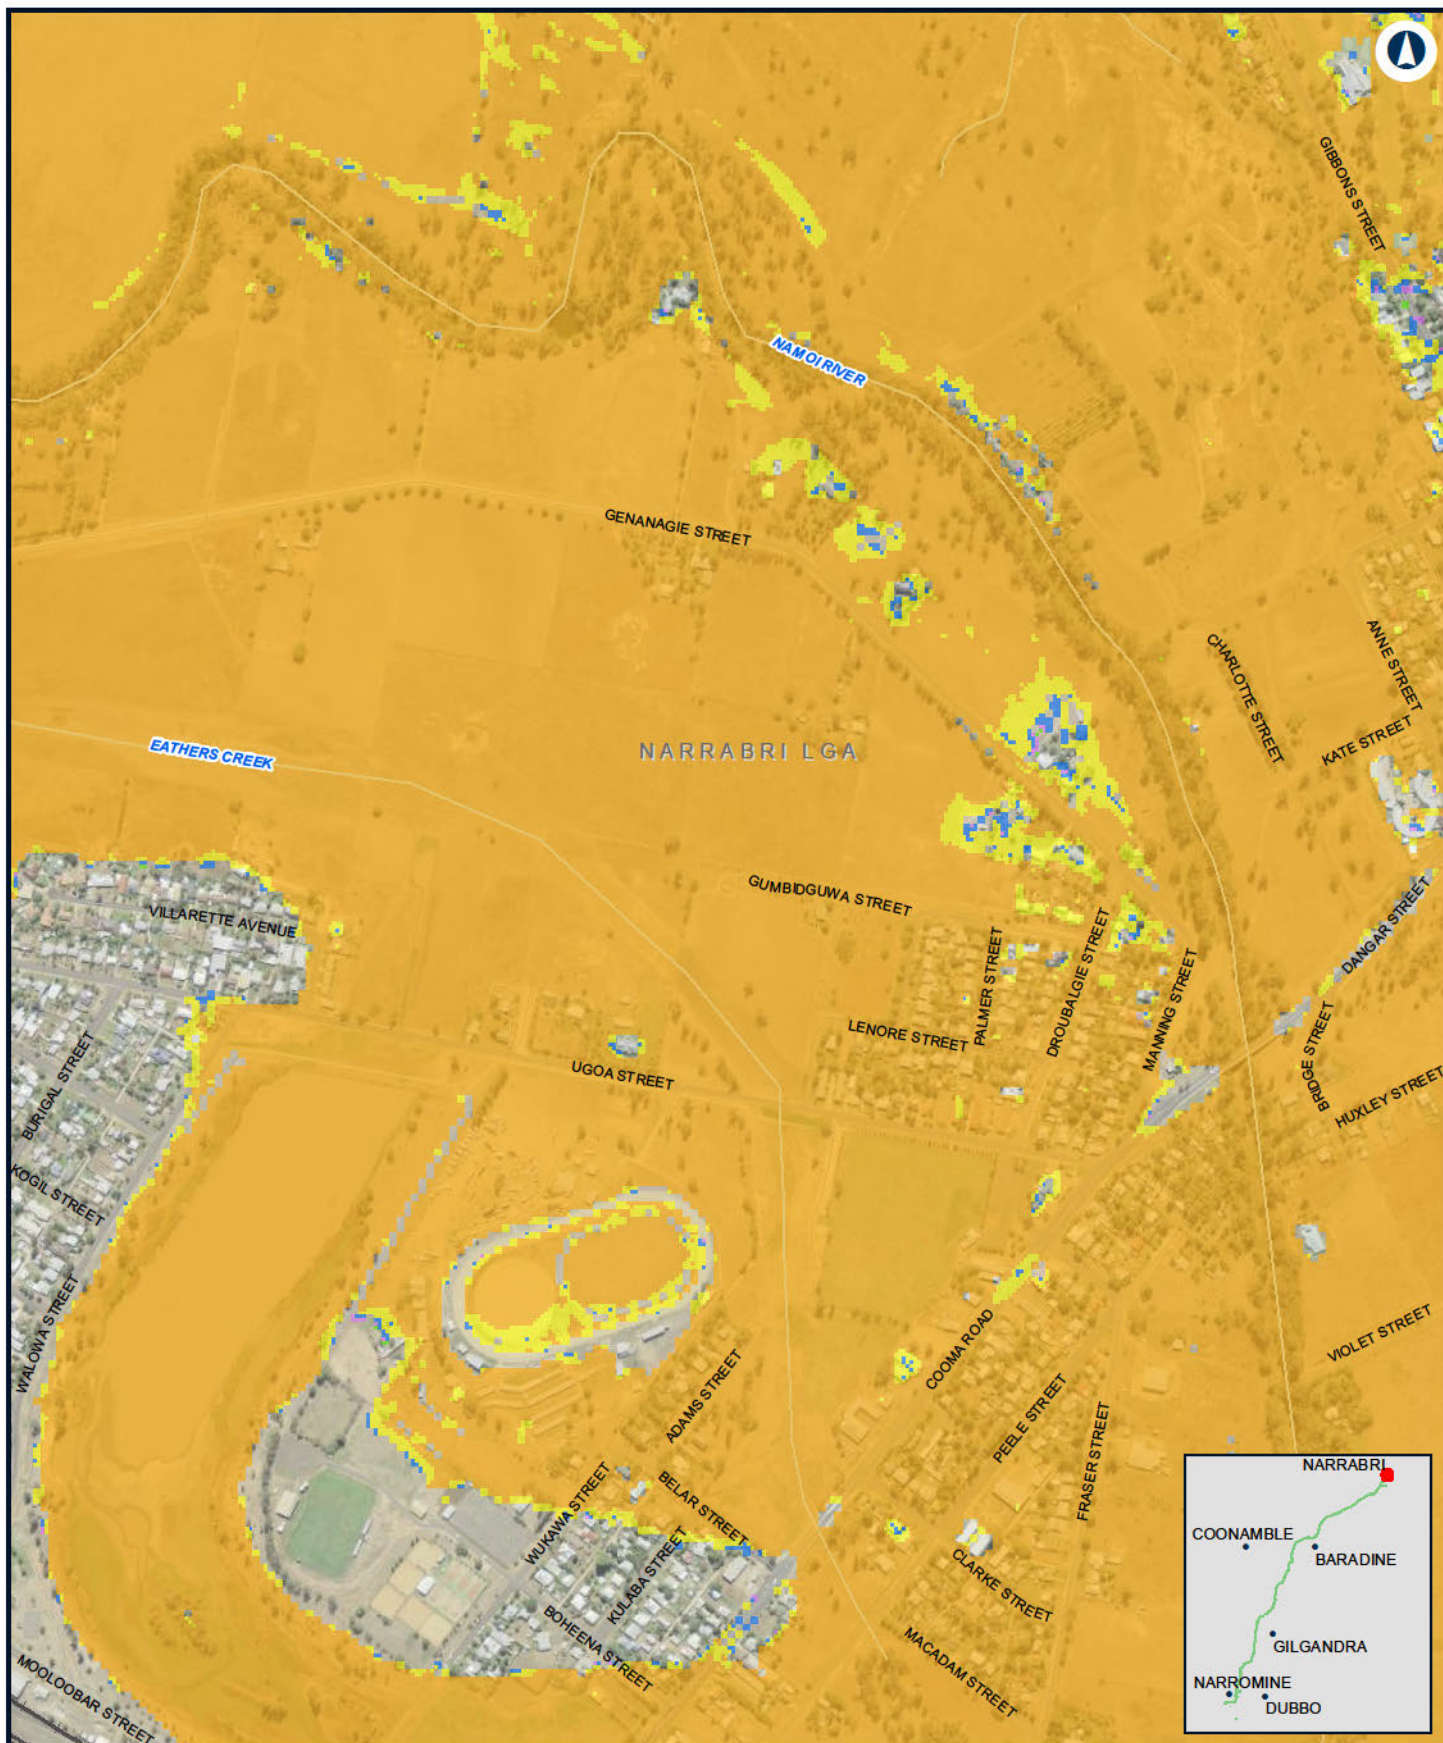 GIBBONS STREET
NAMOI RIVER
GENANAGIE STREET
ANNE STREET
CHARLOTTE STREET
KATE STREET
EATHERS CREEK
NARRABRI LGA
GUMBIDGUWA STREET
VILLARETTE AVENUE
DANGAR STREET
PALMER STREET
DROUBALGIE STREET
MANNING STREET
LENORE STREET
BRIDGE STREET
UGOA STREET
BURIGAL STREET
HUXLEY STREET
KOGIL STREET
WALOWA STREET
VIOLET STREET
COOMA ROAD
ADAMS STREET
PEELE STREET
FRASER STREET
BELAR STREET
WUKAWA STREET
KULABA STREET
CLARKE STREET
BOHEENA STREET
MACADAM STREET
MOOLOOBAR STREET
NARRABRI
COONAMBLE
BARADINE
GILGANDRA
NARROMINE
DUBBO